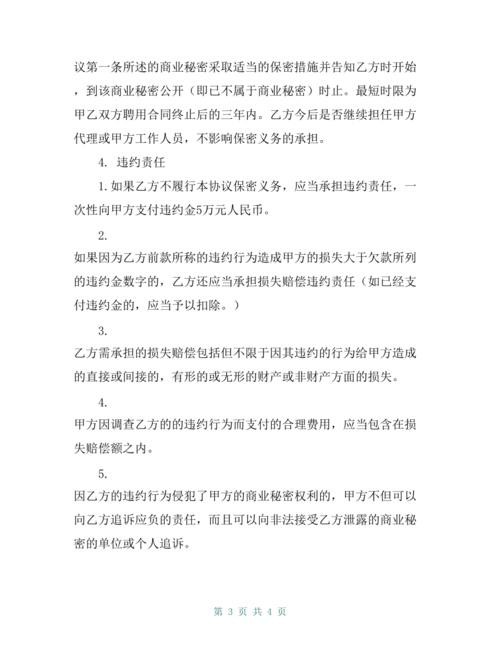 议第一条所述的商业秘密采取适当的保密措施并告知乙方时开始
，到该商业秘密公开（即已不属于商业秘密）时止。最短时限为
甲乙双方聘用合同终止后的三年内。乙方今后是否继续担任甲方
代理或甲方工作人员，不影响保密义务的承担。
4. 违约责任
1.如果乙方不履行本协议保密义务，应当承担违约责任，一
次性向甲方支付违约金5万元人民币。
2.
如果因为乙方前款所称的违约行为造成甲方的损失大于欠款所列
的违约金数字的，乙方还应当承担损失赔偿违约责任（如已经支
付违约金的，应当予以扣除。）
3.
乙方需承担的损失赔偿包括但不限于因其违约的行为给甲方造成
的直接或间接的，有形的或无形的财产或非财产方面的损失。
4.
甲方因调查乙方的的违约行为而支付的合理费用，应当包含在损
失赔偿额之内。
5.
因乙方的违约行为侵犯了甲方的商业秘密权利的，甲方不但可以
向乙方追诉应负的责任，而且可以向非法接受乙方泄露的商业秘
密的单位或个人追诉。
第 3 页 共 4 页